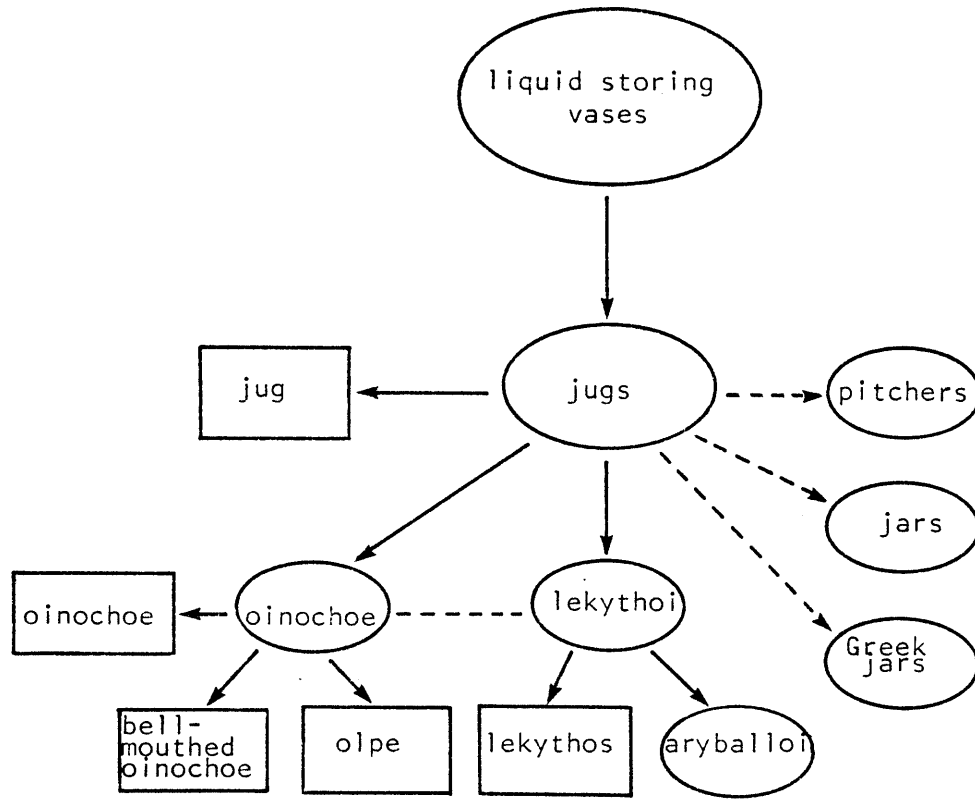 liquid storing
vases
jug
jugs
pitchers
jars
oinochoe
oinochoe
lekythoi
Greek
jars
bell-
mouthed
oinochoe
olpe
lekythos
aryballoi